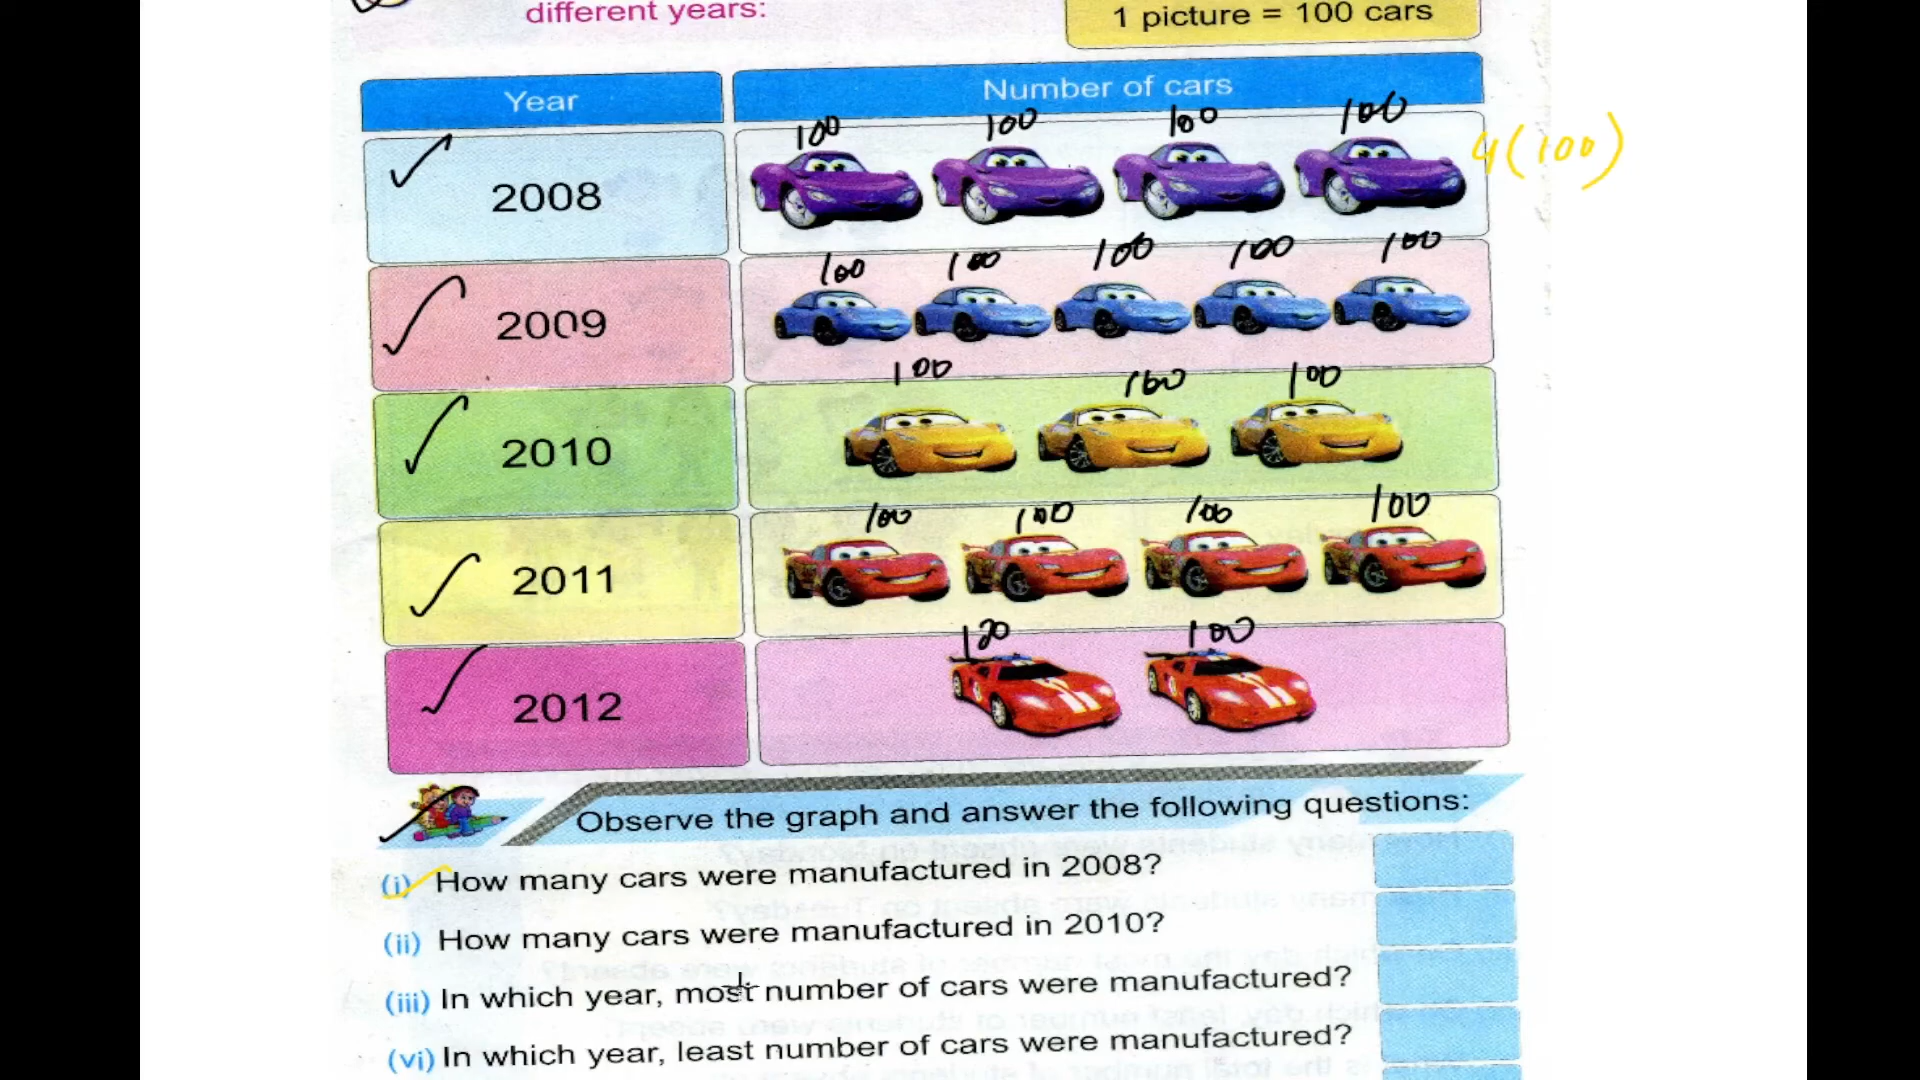 different years:
1 picture = 100 cars
Year
Number of cars
100 100 100 100
2008
4(100)
100 100 100 100 100
2009
100 100 100
2010
100 100 100 100
2011
100 100
2012
Observe the graph and answer the following questions:
(i) How many cars were manufactured in 2008?
(ii) How many cars were manufactured in 2010?
(iii) In which year, most number of cars were manufactured?
(vi) In which year, least number of cars were manufactured?